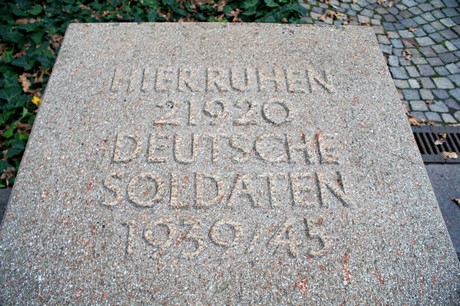 HIER RUHEN
21920
DEUTSCHE
SOLDATEN
1939/45